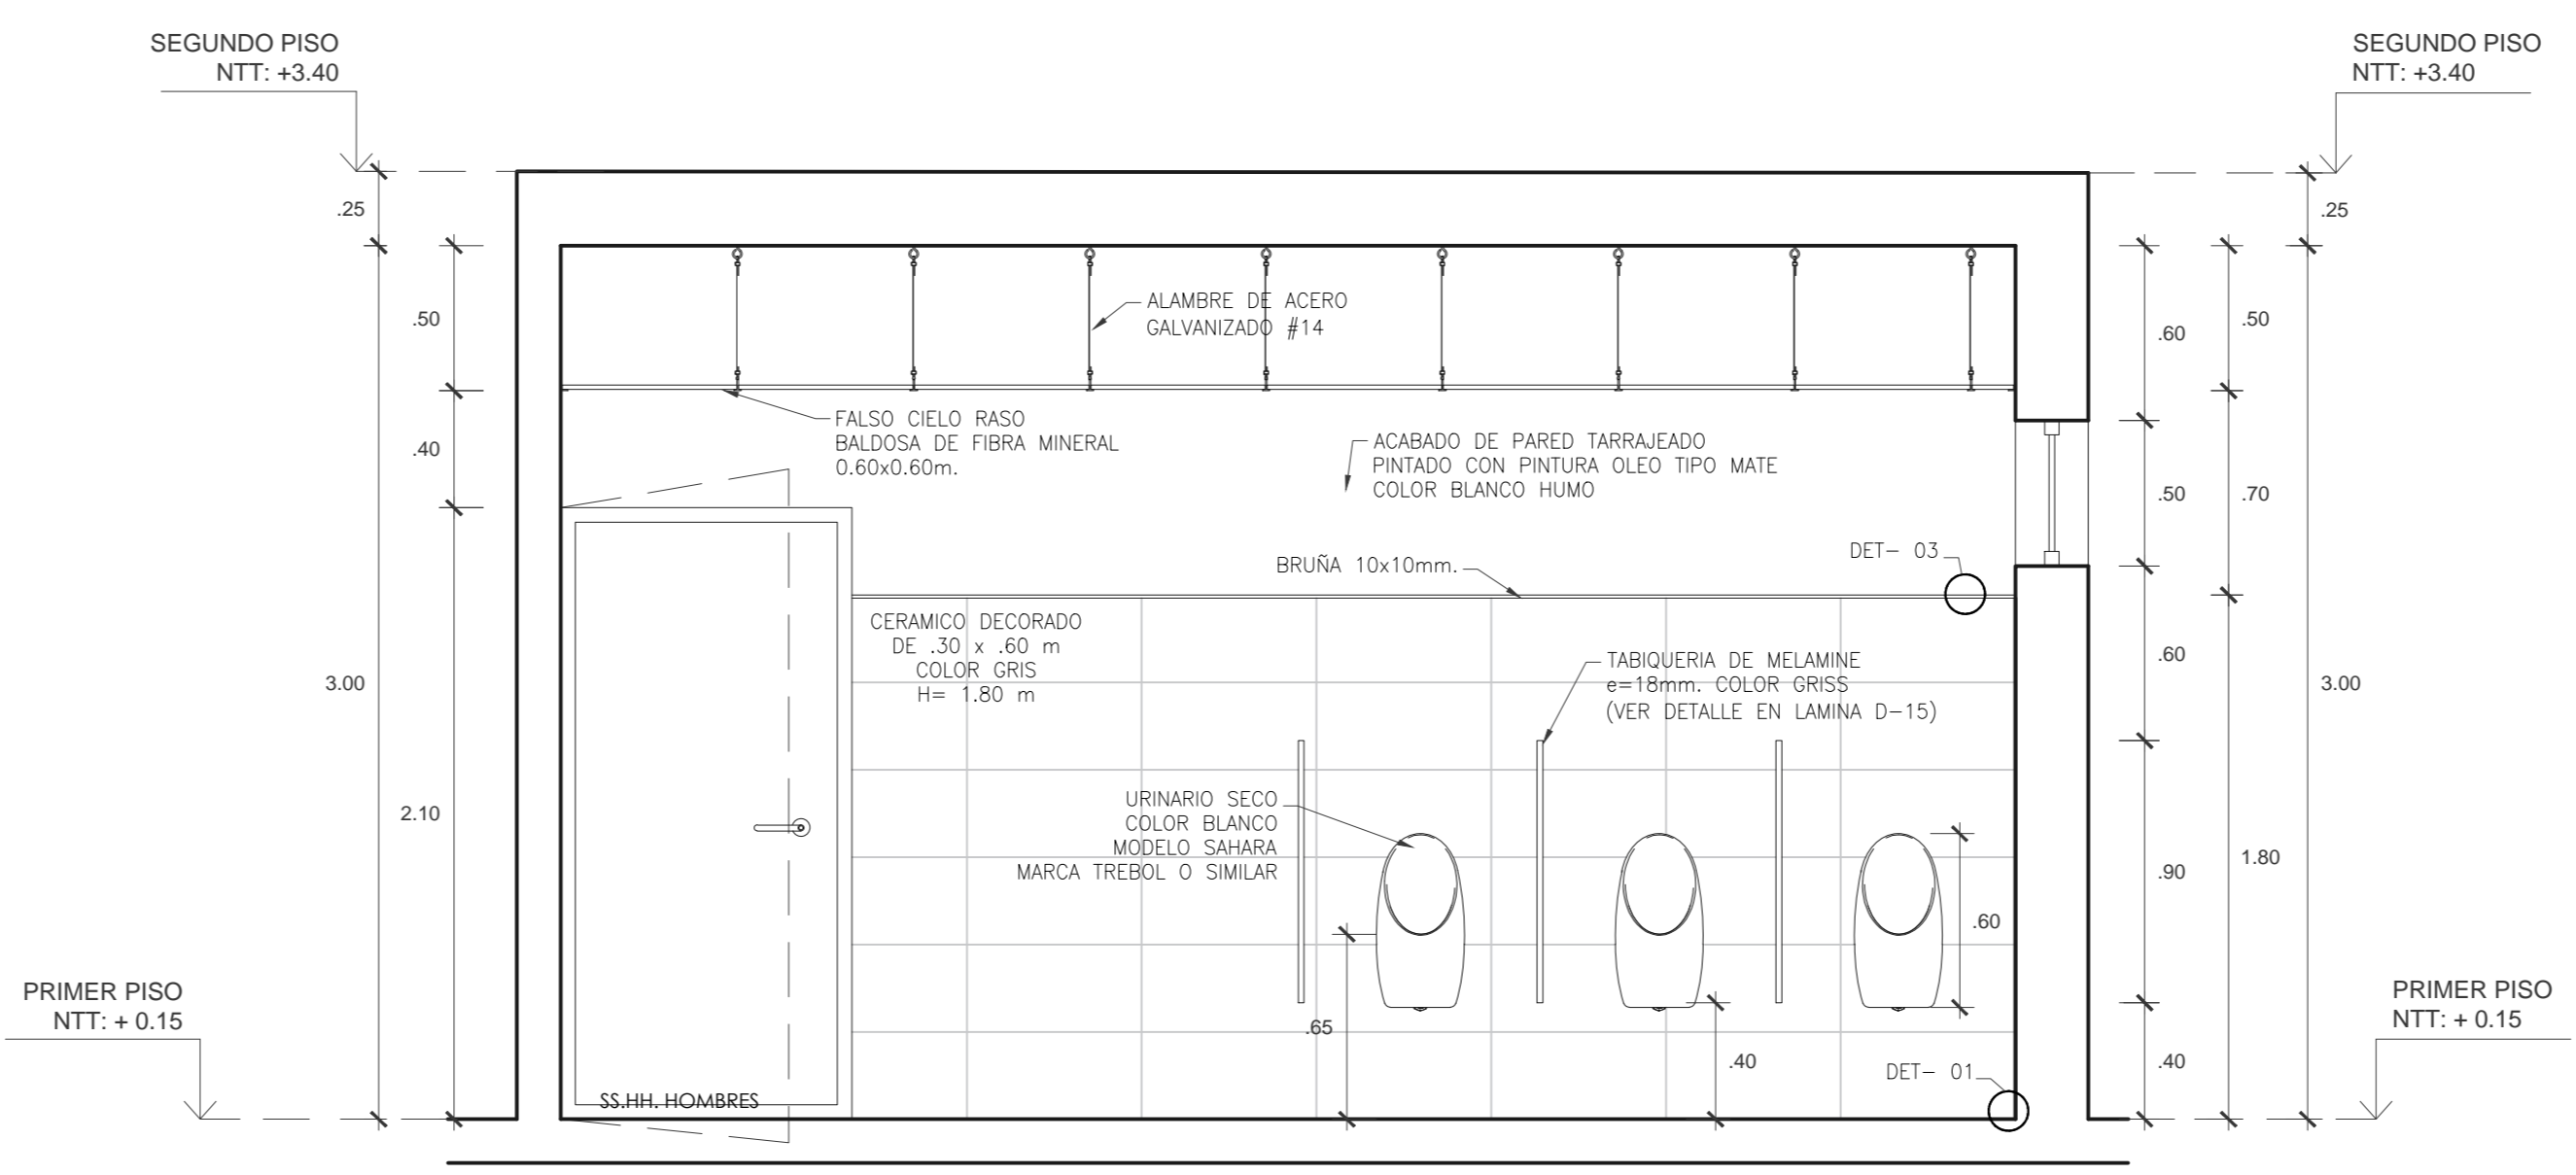 SEGUNDO PISO
NTT: +3.40
SEGUNDO PISO
NTT: +3.40
.25
.25
.50
ALAMBRE DE ACERO
GALVANIZADO #14
.60
.50
FALSO CIELO RASO
BALDOSA DE FIBRA MINERAL
0.60x0.60m.
.40
ACABADO DE PARED TARRAJEADO
PINTADO CON PINTURA OLEO TIPO MATE
COLOR BLANCO HUMO
.50
.70
DET- 03
BRUÑA 10x10mm.
CERAMICO DECORADO
DE .30 x .60 m
COLOR GRIS
H= 1.80 m
TABIQUERIA DE MELAMINE
e=18mm. COLOR GRISS
(VER DETALLE EN LAMINA D-15)
.60
3.00
3.00
2.10
URINARIO SECO
COLOR BLANCO
MODELO SAHARA
MARCA TREBOL O SIMILAR
1.80
.90
.60
PRIMER PISO
NTT: + 0.15
PRIMER PISO
NTT: + 0.15
.65
.40
.40
DET- 01
SS.HH. HOMBRES